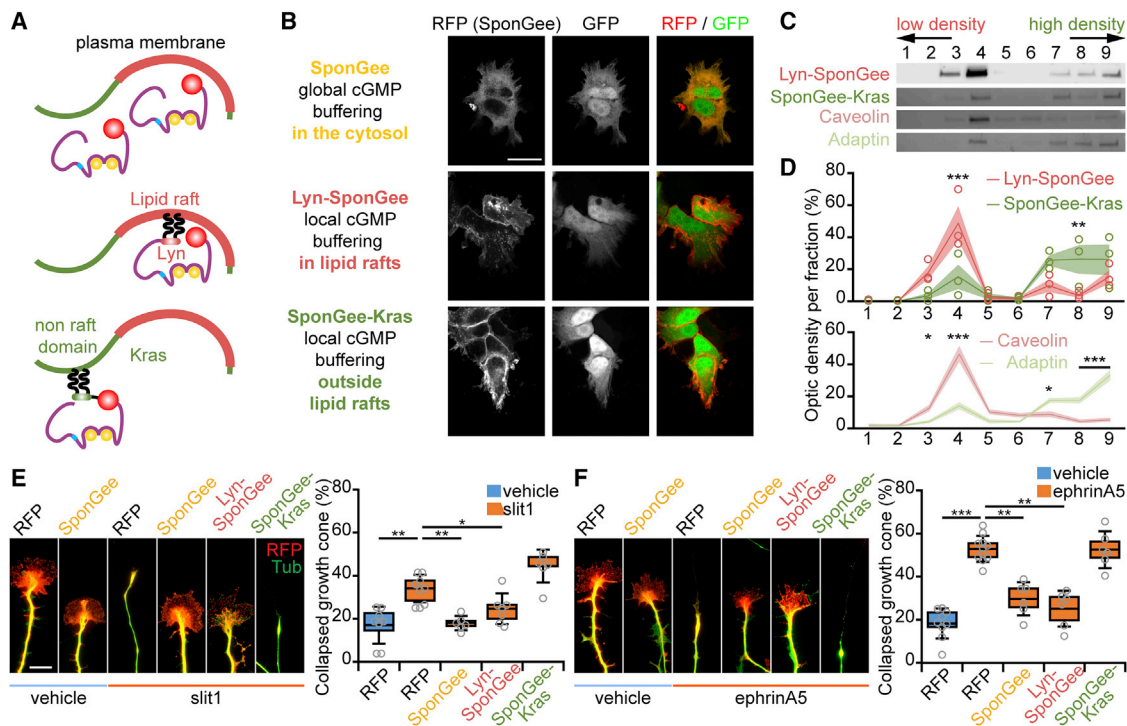 A
plasma membrane
Lipid raft
Lyn
non raft
domain
Kras
B
RFP (SponGee)
GFP
RFP / GFP
SponGee
global cGMP
buffering
in the cytosol
Lyn-SponGee
local cGMP
buffering
in lipid rafts
SponGee-Kras
local cGMP
buffering
outside
lipid rafts
C
low density
high density
1 2 3 4 5 6 7 8 9
Lyn-SponGee
SponGee-Kras
Caveolin
Adaptin
D
Optic density per fraction (%)
80
60
40
20
0
***
**
Lyn-SponGee
SponGee-Kras
1 2 3 4 5 6 7 8 9
60
40
20
0
* ***
* ***
Caveolin
Adaptin
1 2 3 4 5 6 7 8 9
E
RFP
SponGee
RFP
SponGee
Lyn-
SponGee
SponGee-
Kras
RFP
Tub
vehicle
slit1
Collapsed growth cone (%)
80
60
40
20
0
vehicle
slit1
**
**
*
RFP
RFP
SponGee
Lyn-
SponGee
SponGee-
Kras
F
RFP
SponGee
RFP
SponGee
Lyn-
SponGee
SponGee-
Kras
vehicle
ephrinA5
Collapsed growth cone (%)
80
60
40
20
0
vehicle
ephrinA5
***
**
**
RFP
RFP
SponGee
Lyn-
SponGee
SponGee-
Kras